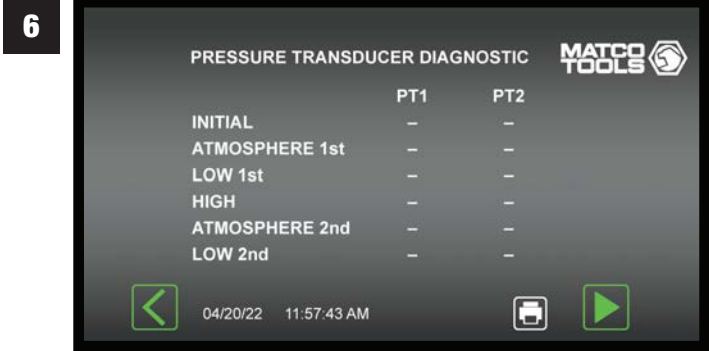 6
PRESSURE TRANSDUCER DIAGNOSTIC
MATCO
TOOLS
PT1 PT2
INITIAL – –
ATMOSPHERE 1st – –
LOW 1st – –
HIGH – –
ATMOSPHERE 2nd – –
LOW 2nd – –
04/20/22 11:57:43 AM